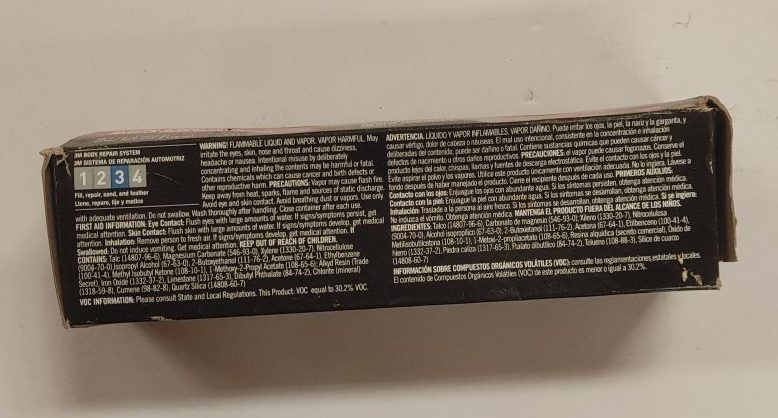 3M BODY REPAIR SYSTEM
3M SISTEMA DE REPARACIÓN AUTOMOTRIZ
1 2 3 4
Fill, repair, sand, and feather
Llene, repare, lije y matice
WARNING! FLAMMABLE LIQUID AND VAPOR. VAPOR HARMFUL. May
irritate the eyes, skin, nose and throat and cause dizziness,
headache or nausea. Intentional misuse by deliberately
concentrating and inhaling the contents may be harmful or fatal.
Contains chemicals which can cause cancer and birth defects or
other reproductive harm. PRECAUTIONS: Vapor may cause flash fire.
Keep away from heat, sparks, flame and sources of static discharge.
Avoid eye and skin contact. Avoid breathing dust or vapors. Use only
with adequate ventilation. Do not swallow. Wash thoroughly after handling. Close container after each use.
FIRST AID INFORMATION: Eye Contact: Flush eyes with large amounts of water. If signs/symptoms persist, get
medical attention. Skin Contact: Flush skin with large amounts of water. If signs/symptoms develop, get medical
attention. Inhalation: Remove person to fresh air. If signs/symptoms develop, get medical attention. If
Swallowed: Do not induce vomiting. Get medical attention. KEEP OUT OF REACH OF CHILDREN.
CONTAINS: Talc (14807-96-6), Magnesium Carbonate (546-93-0), Xylene (1330-20-7), Nitrocellulose
(9004-70-0), Isopropyl Alcohol (67-63-0), 2-Butoxyethanol (111-76-2), Acetone (67-64-1), Ethylbenzene
(100-41-4), Methyl Isobutyl Ketone (108-10-1), 1-Methoxy-2-Propyl Acetate (108-65-6), Alkyd Resin (Trade
Secret), Iron Oxide (1332-37-2), Limestone (1317-65-3), Dibutyl Phthalate (84-74-2), Chlorite (mineral)
(1318-59-8), Cumene (98-82-8), Quartz Silica (14808-60-7)
VOC INFORMATION: Please consult State and Local Regulations. This Product: VOC equal to 30.2% VOC.
ADVERTENCIA. LÍQUIDO Y VAPOR INFLAMABLES. VAPOR DAÑINO. Puede irritar los ojos, la piel, la nariz y la garganta, y
causar vértigo, dolor de cabeza o náuseas. El mal uso intencional, consistente en la concentración e inhalación
deliberadas del contenido, puede ser dañino o fatal. Contiene sustancias químicas que pueden causar cáncer y
defectos de nacimiento u otros daños reproductivos. PRECAUCIONES: el vapor puede causar fogonazos. Conserve el
producto lejos del calor, chispas, llamas y fuentes de descarga electrostática. Evite el contacto con los ojos y la piel.
Evite aspirar el polvo y los vapores. Utilice este producto únicamente con ventilación adecuada. No lo ingiera. Lávese a
fondo después de haber manejado el producto. Cierre el recipiente después de cada uso. PRIMEROS AUXILIOS.
Contacto con los ojos: Enjuague los ojos con abundante agua. Si los síntomas persisten, obtenga atención médica.
Contacto con la piel: Enjuague la piel con abundante agua. Si los síntomas se desarrollan, obtenga atención médica.
Inhalación: Traslade a la persona al aire fresco. Si los síntomas se desarrollan, obtenga atención médica. Si se ingiere:
No induzca el vómito. Obtenga atención médica. MANTENGA EL PRODUCTO FUERA DEL ALCANCE DE LOS NIÑOS.
INGREDIENTES: Talco (14807-96-6), Carbonato de magnesio (546-93-0), Xileno (1330-20-7), Nitrocelulosa
(9004-70-0), Alcohol isopropílico (67-63-0), 2-Butoxietanol (111-76-2), Acetona (67-64-1), Etilbenceno (100-41-4),
Metilisobutilcetona (108-10-1), (108-65-6), Resina alquídica (secreto comercial), Óxido de
hierro (1332-37-2), Piedra caliza (1317-65-3), Ftalato dibutílico (84-74-2), Tolueno (108-88-3), Sílice de cuarzo
(14808-60-7)
INFORMACIÓN SOBRE COMPUESTOS ORGÁNICOS VOLÁTILES (VOC): consulte las reglamentaciones estatales y locales.
El contenido de Compuestos Orgánicos Volátiles (VOC) de este producto es menor o igual a 30.2%.